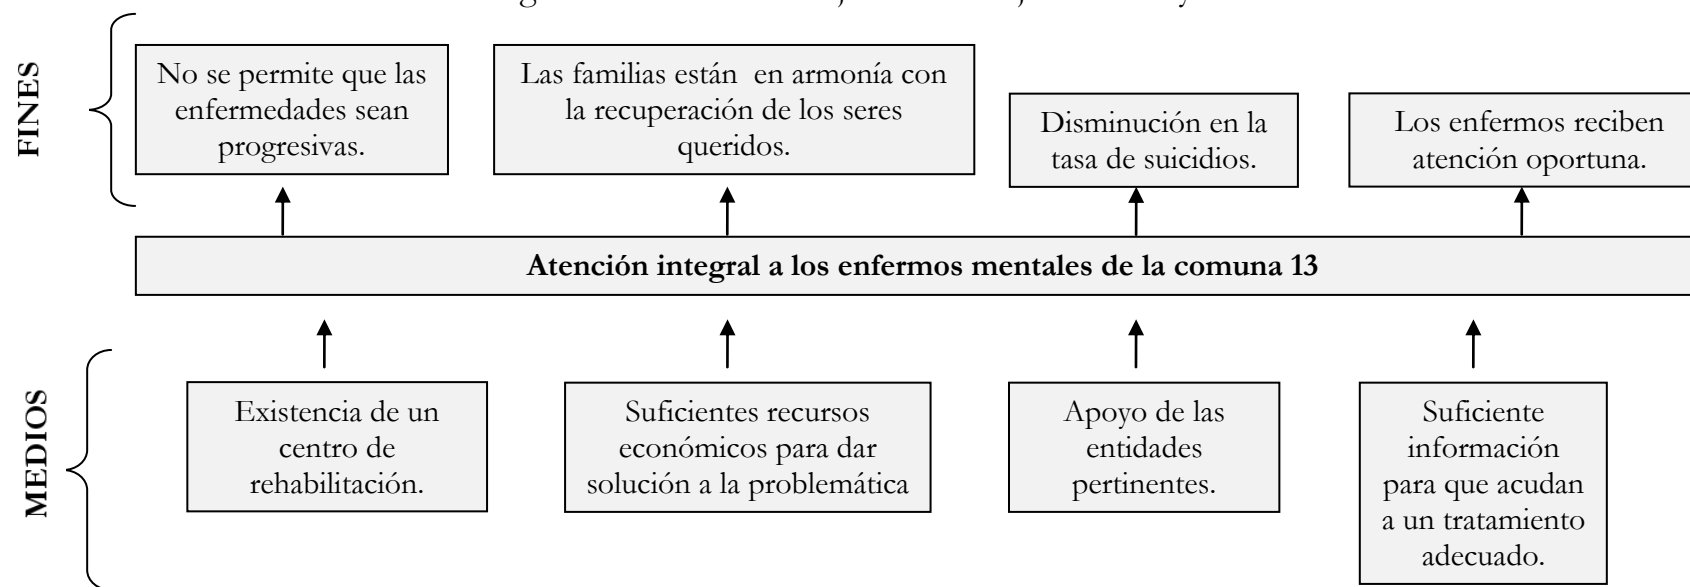 FINES
No se permite que las
enfermedades sean
progresivas.
Las familias están en armonía con
la recuperación de los seres
queridos.
Disminución en la
tasa de suicidios.
Los enfermos reciben
atención oportuna.
Atención integral a los enfermos mentales de la comuna 13
MEDIOS
Existencia de un
centro de
rehabilitación.
Suficientes recursos
económicos para dar
solución a la problemática
Apoyo de las
entidades
pertinentes.
Suficiente
información
para que acudan
a un tratamiento
adecuado.